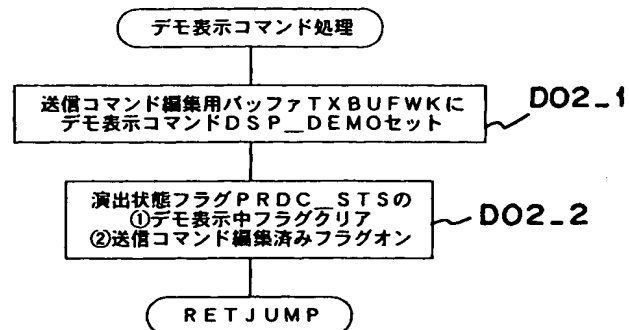 デモ表示コマンド処理
送信コマンド編集用バッファTXBUFWKに
デモ表示コマンドDSP__DEMOセット
DO2_1
演出状態フラグPRDC__STSの
①デモ表示中フラグクリア
②送信コマンド編集済みフラグオン
DO2_2
RETJUMP